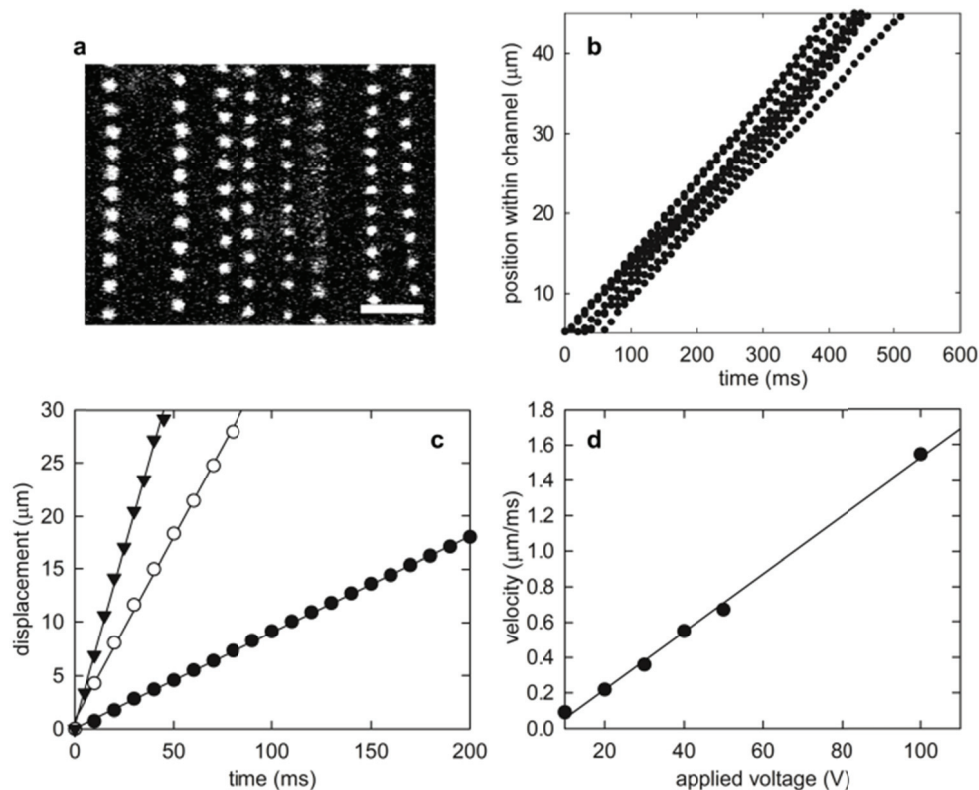 a
b
position within channel (μm)
40
30
20
10
0 100 200 300 400 500 600
time (ms)
c
displacement (μm)
30
25
20
15
10
5
0
0 50 100 150 200
time (ms)
d
velocity (μm/ms)
1.8
1.6
1.4
1.2
1.0
0.8
0.6
0.4
0.2
0.0
20 40 60 80 100
applied voltage (V)